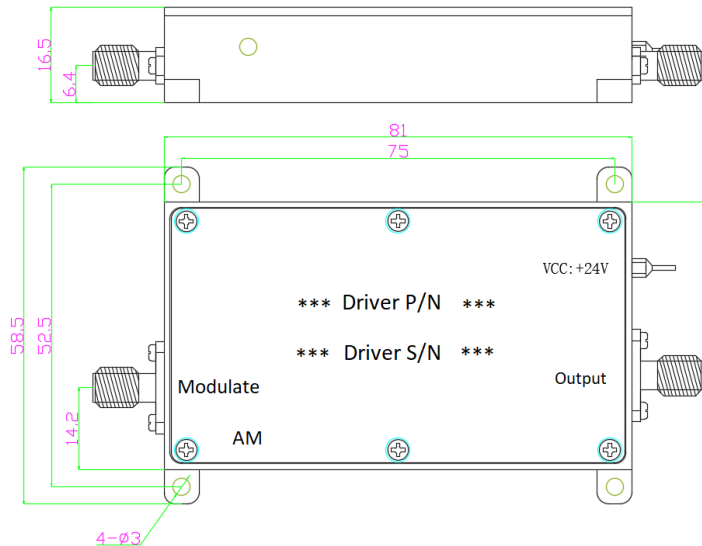 16.5
6.4
81
75
VCC:+24V
*** Driver P/N ***
*** Driver S/N ***
58.5
52.5
Modulate
Output
14.2
AM
4-ø3